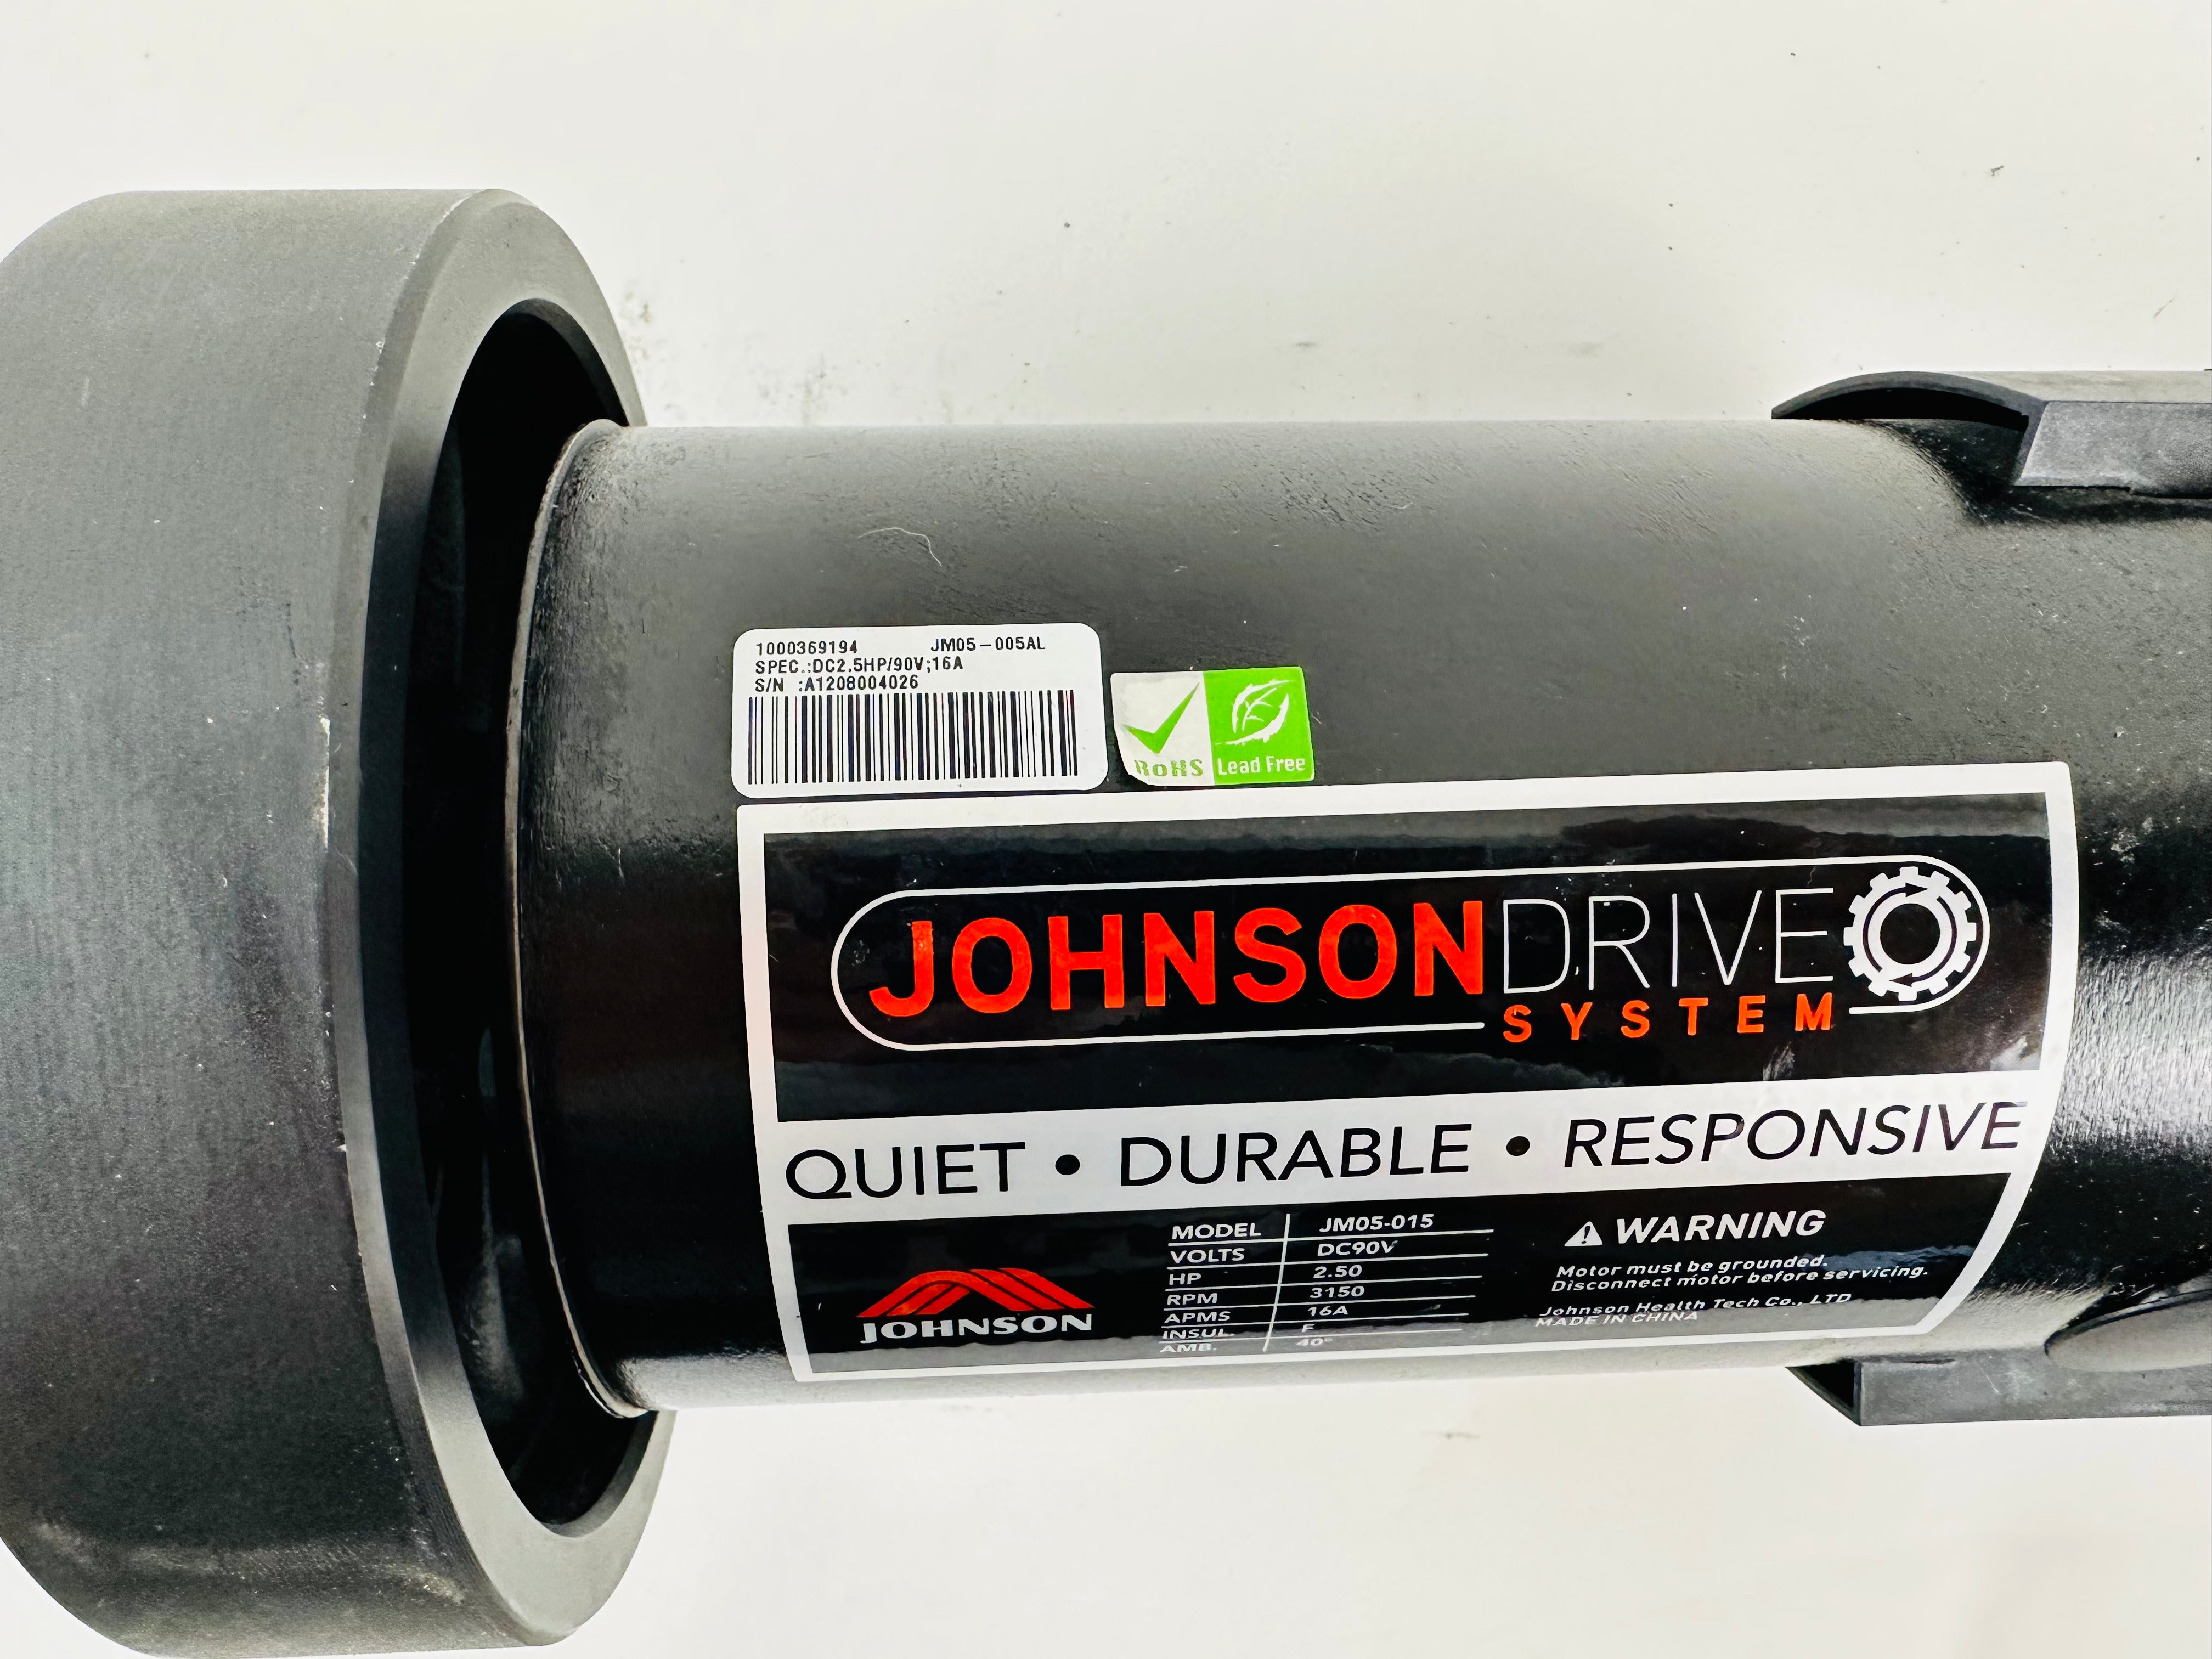 1000369194 JM05-005AL
SPEC.:DC2.5HP/90V;16A
S/N :A1208004026
RoHS Lead Free
JOHNSON DRIVE
SYSTEM
QUIET • DURABLE • RESPONSIVE
JOHNSON
MODEL JM05-015
VOLTS DC90V
HP 2.50
RPM 3150
APMS 16A
INSUL. F
AMB. 40°
WARNING
Motor must be grounded.
Disconnect motor before servicing.
Johnson Health Tech Co., LTD
MADE IN CHINA